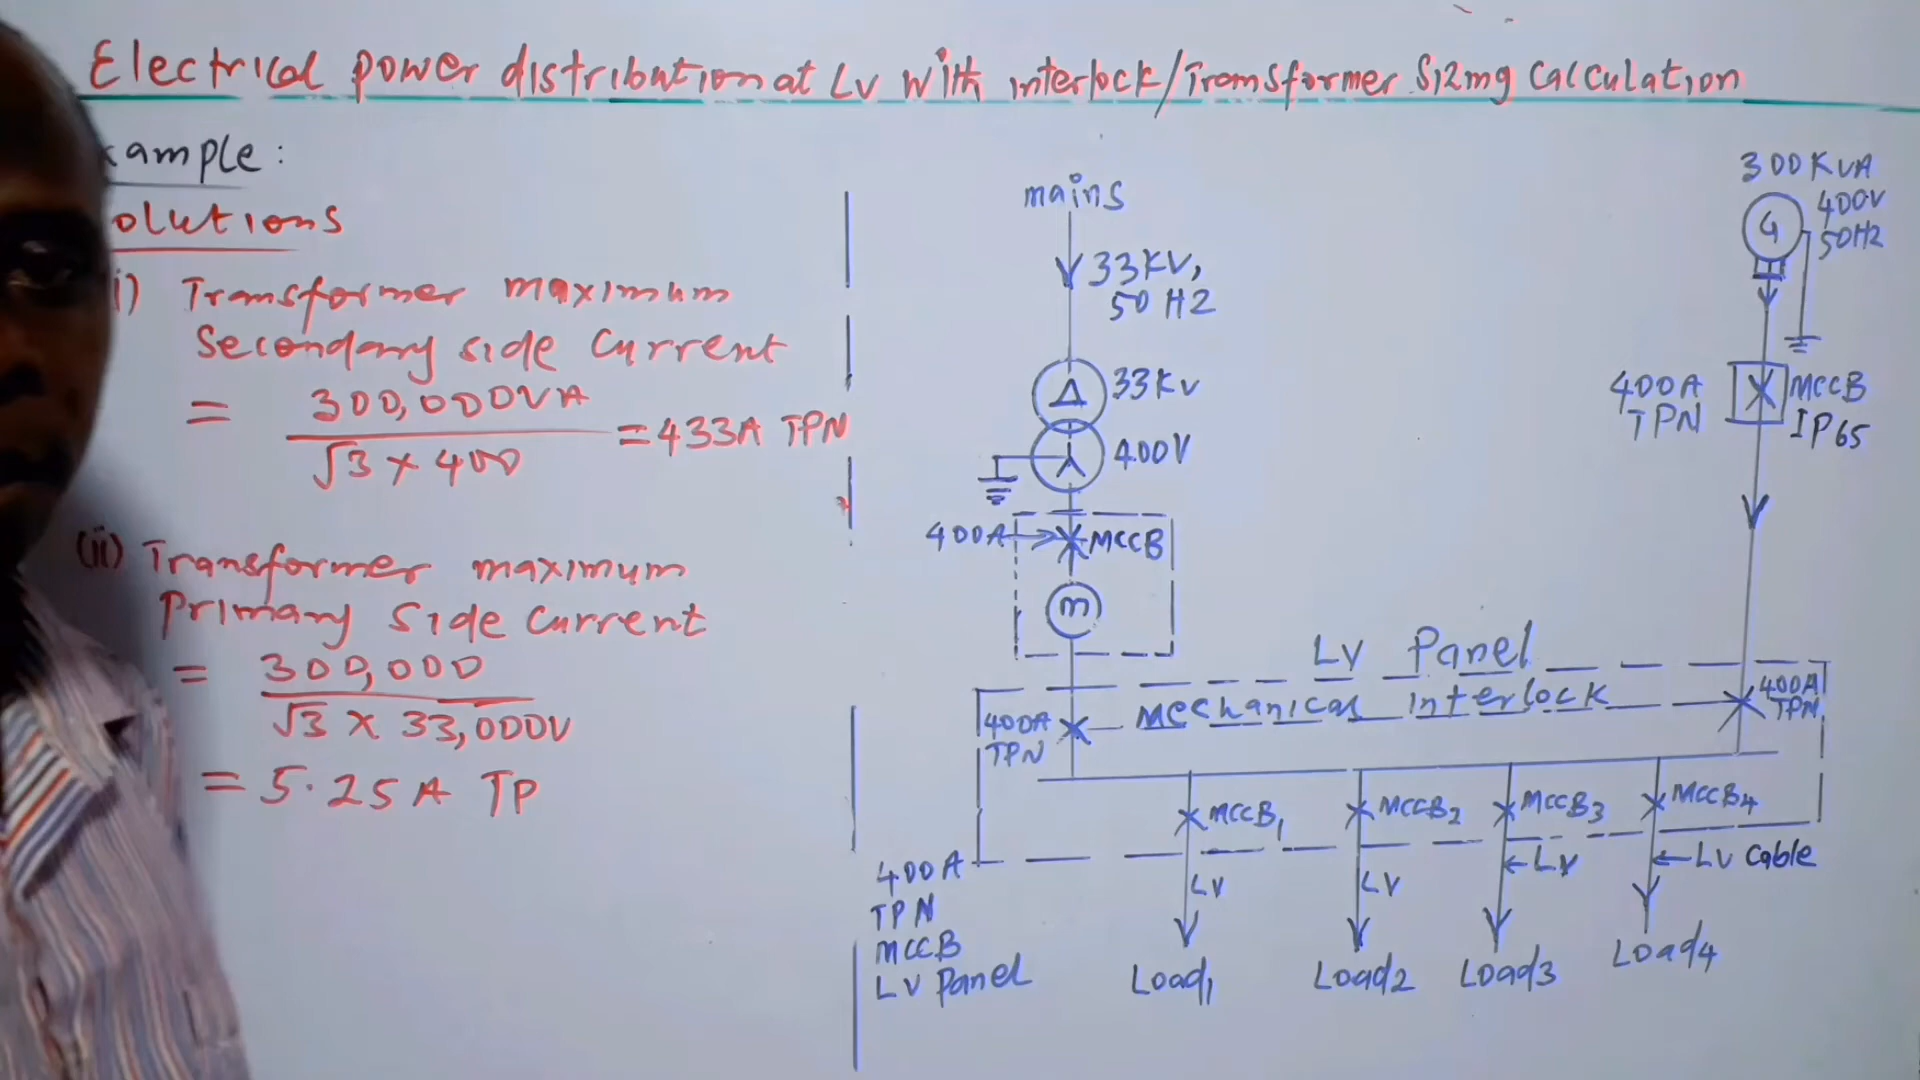 Electrical power distribution at LV with interlock/Transformer Sizing Calculation
xample:
olutions
i) Transformer maximum
Secondary side Current
= 300,000VA
√3 x 400
= 433A TPN
(ii) Transformer maximum
Primary Side Current
= 300,000
√3 x 33,000V
= 5.25A TP
mains
33KV,
50HZ
Δ 33KV
400V
400A
MCCB
m
300KVA
G
400V
50HZ
400A
TPN
MCCB
IP65
LV Panel
Mechanical interlock
400A
TPN
400A
TPN
MCCB1
MCCB2
MCCB3
MCCB4
LV
LV
LV
LV Cable
400A
TPN
MCCB
LV Panel
Load1
Load2
Load3
Load4